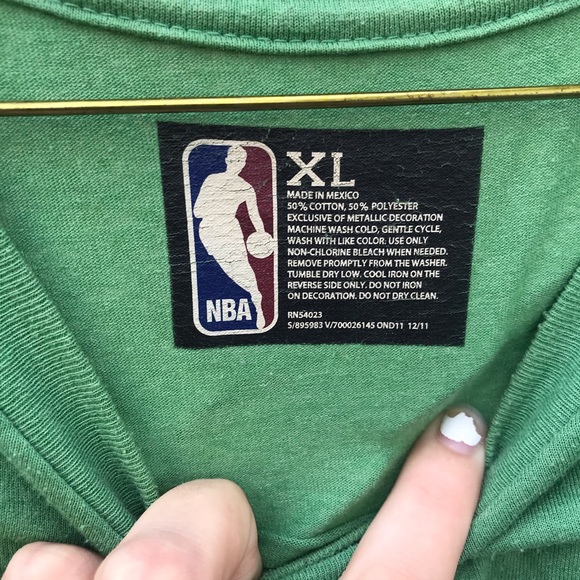 NBA
XL
MADE IN MEXICO
50% COTTON, 50% POLYESTER
EXCLUSIVE OF METALLIC DECORATION
MACHINE WASH COLD, GENTLE CYCLE,
WASH WITH LIKE COLOR. USE ONLY
NON-CHLORINE BLEACH WHEN NEEDED.
REMOVE PROMPTLY FROM THE WASHER.
TUMBLE DRY LOW. COOL IRON ON THE
REVERSE SIDE ONLY. DO NOT IRON
ON DECORATION. DO NOT DRY CLEAN.
RN54023
S/895983 V/700026145 OND11 12/11